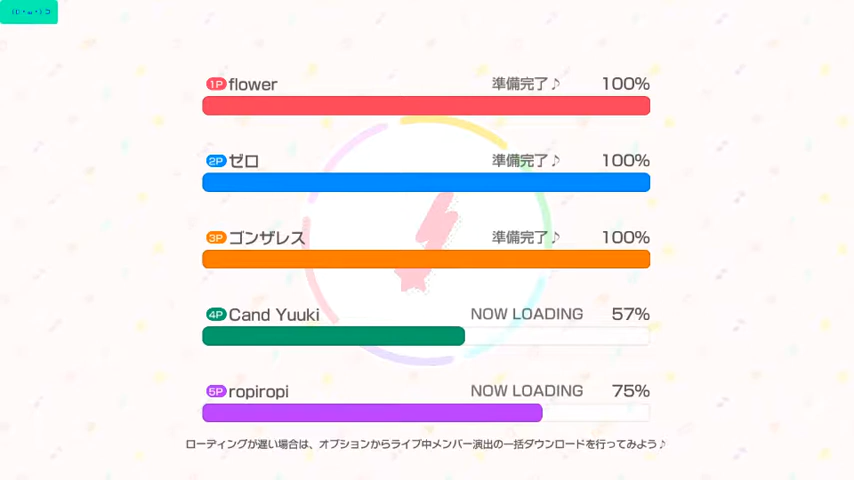 (ﾛ・ω・)⊃
1P flower 準備完了♪ 100%
2P ゼロ 準備完了♪ 100%
3P ゴンザレス 準備完了♪ 100%
4P Cand Yuuki NOW LOADING 57%
5P ropiropi NOW LOADING 75%
ローディングが遅い場合は、オプションからライブ中メンバー演出の一括ダウンロードを行ってみよう♪